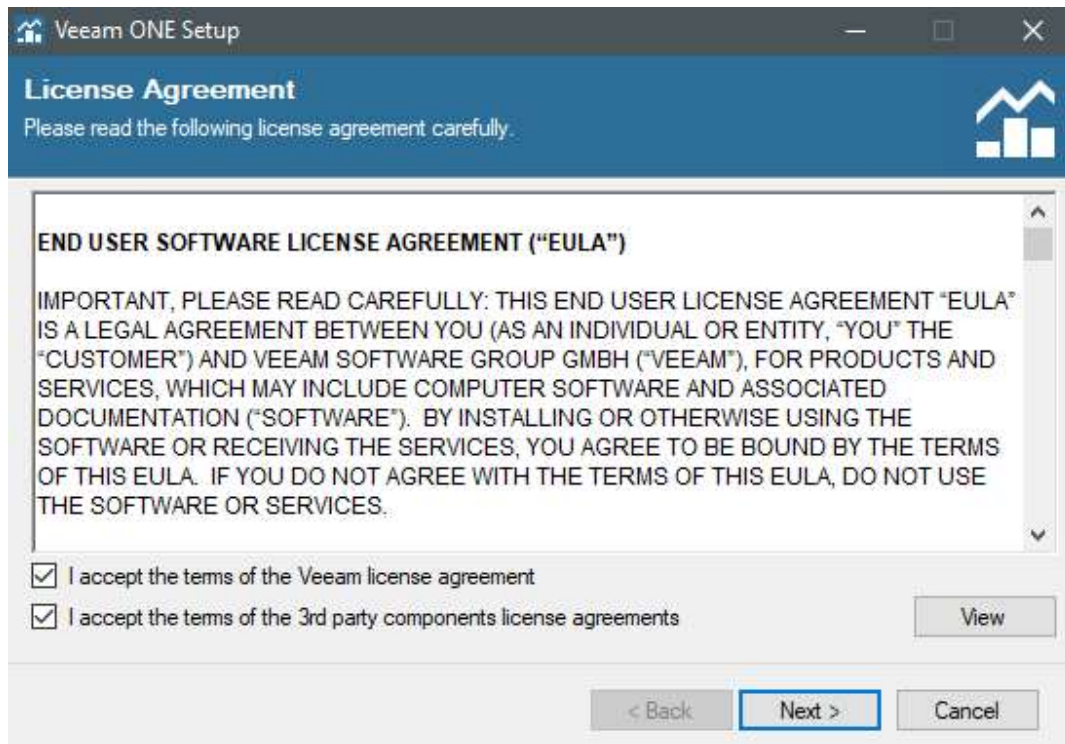 Veeam ONE Setup
License Agreement
Please read the following license agreement carefully.
END USER SOFTWARE LICENSE AGREEMENT (“EULA”)
IMPORTANT, PLEASE READ CAREFULLY: THIS END USER LICENSE AGREEMENT “EULA”
IS A LEGAL AGREEMENT BETWEEN YOU (AS AN INDIVIDUAL OR ENTITY, “YOU” THE
“CUSTOMER”) AND VEEAM SOFTWARE GROUP GMBH (“VEEAM”), FOR PRODUCTS AND
SERVICES, WHICH MAY INCLUDE COMPUTER SOFTWARE AND ASSOCIATED
DOCUMENTATION (“SOFTWARE”).  BY INSTALLING OR OTHERWISE USING THE
SOFTWARE OR RECEIVING THE SERVICES, YOU AGREE TO BE BOUND BY THE TERMS
OF THIS EULA.  IF YOU DO NOT AGREE WITH THE TERMS OF THIS EULA, DO NOT USE
THE SOFTWARE OR SERVICES.
I accept the terms of the Veeam license agreement
I accept the terms of the 3rd party components license agreements
View
< Back
Next >
Cancel